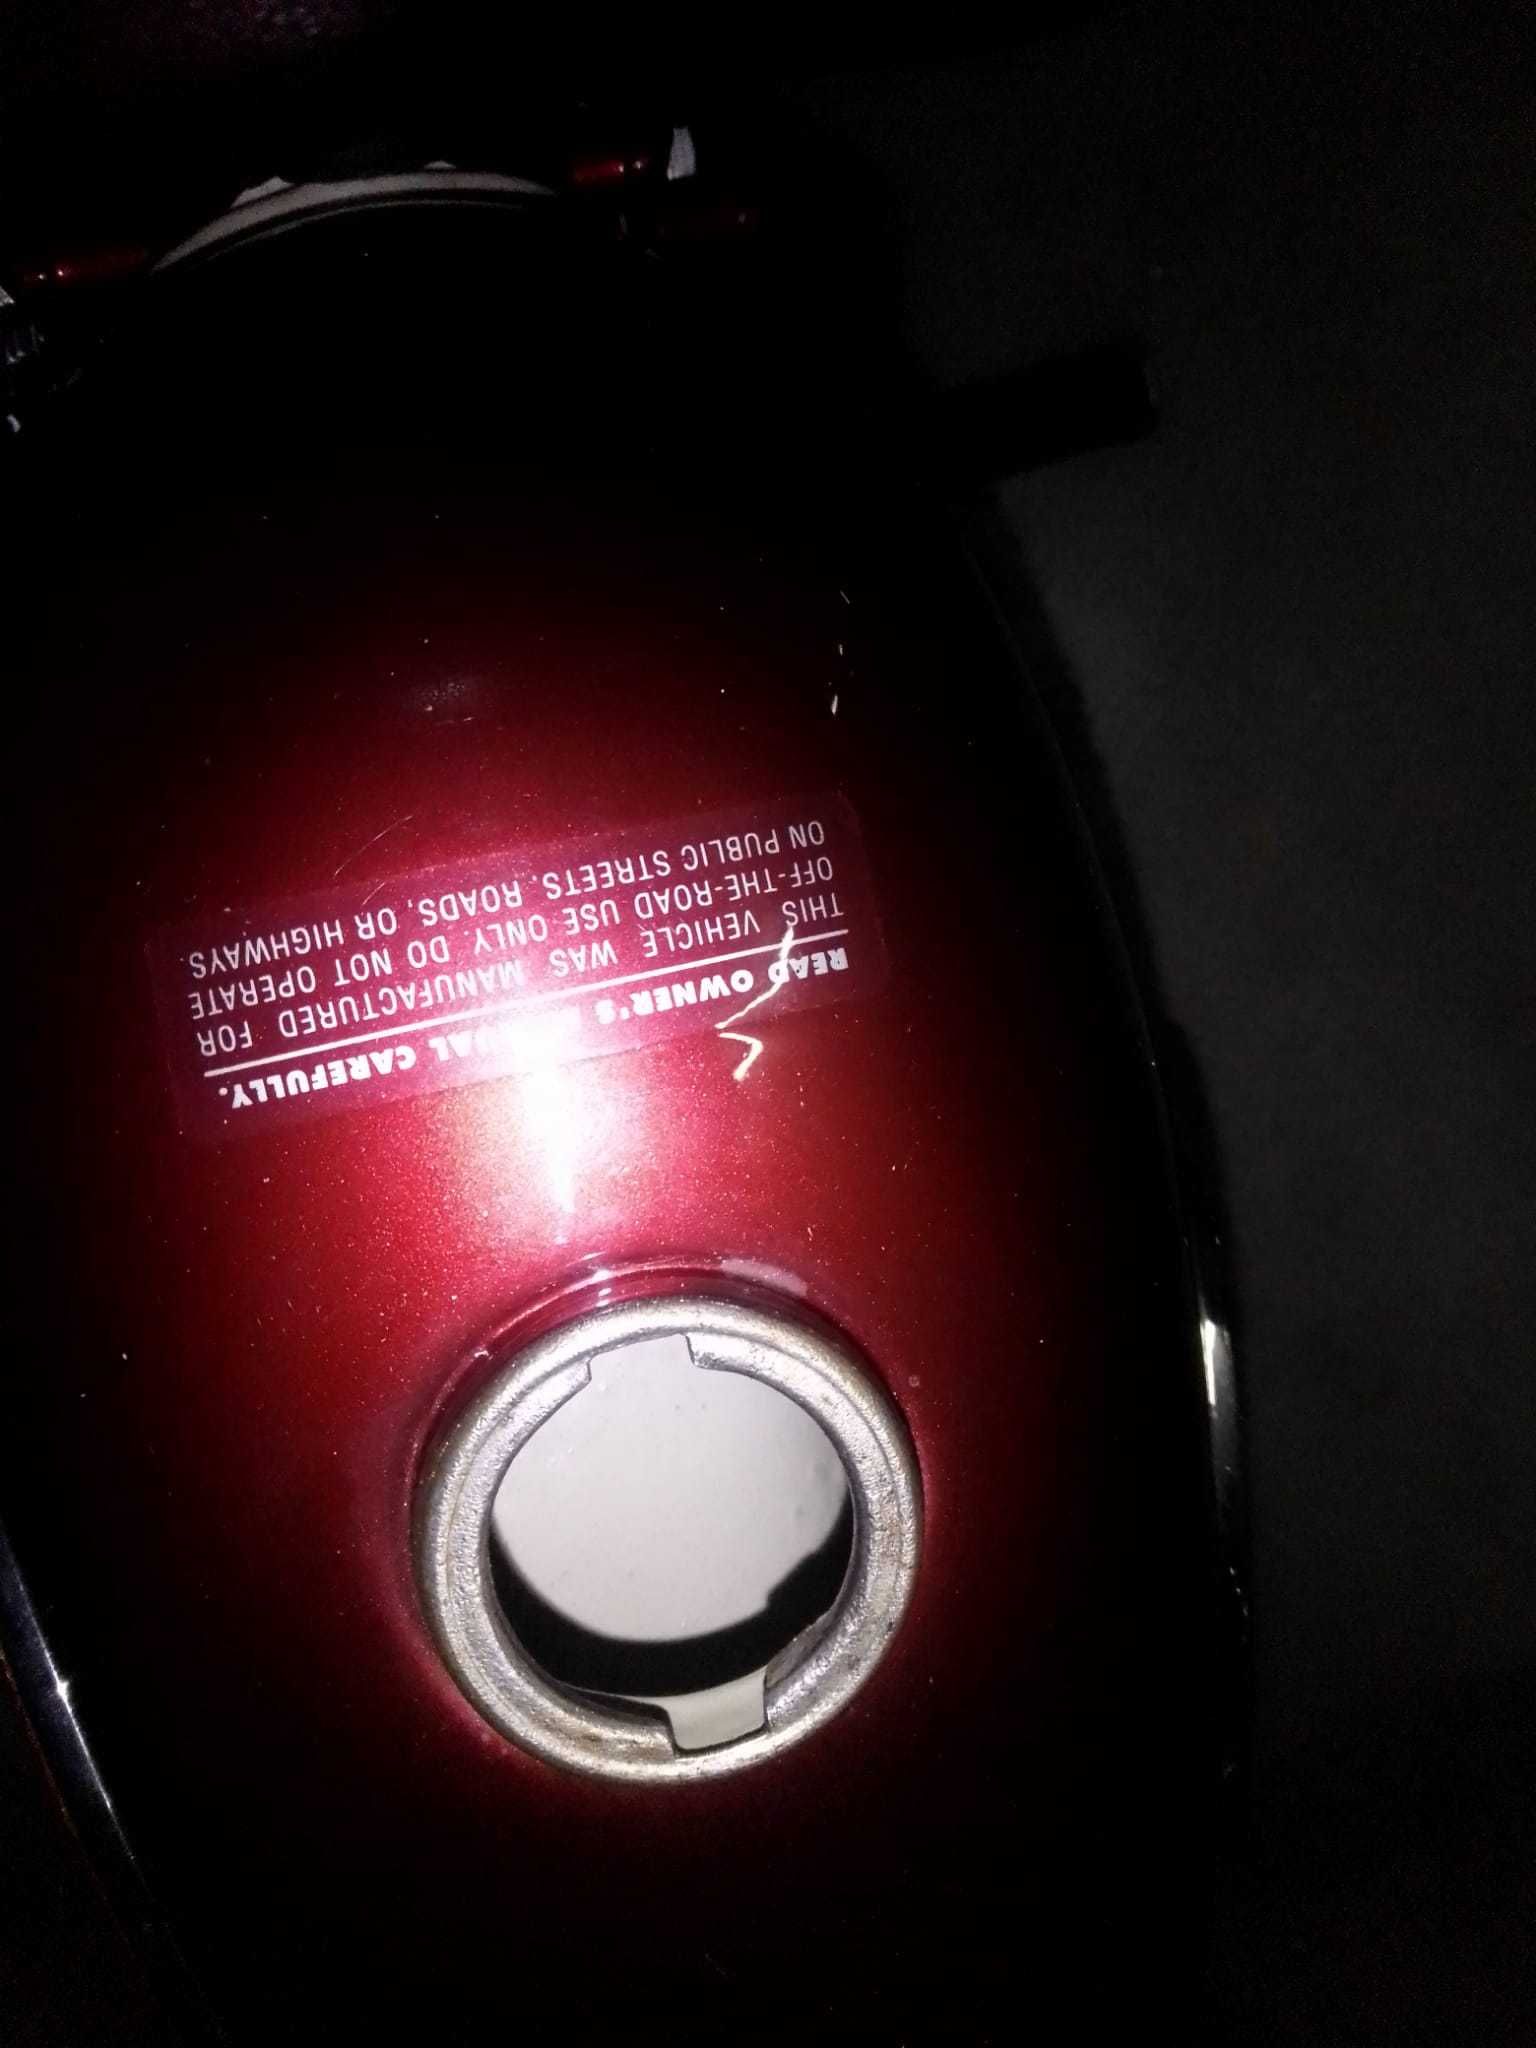 READ OWNER'S MANUAL CAREFULLY.
THIS VEHICLE WAS MANUFACTURED FOR
OFF-THE-ROAD USE ONLY. DO NOT OPERATE
ON PUBLIC STREETS, ROADS, OR HIGHWAYS.